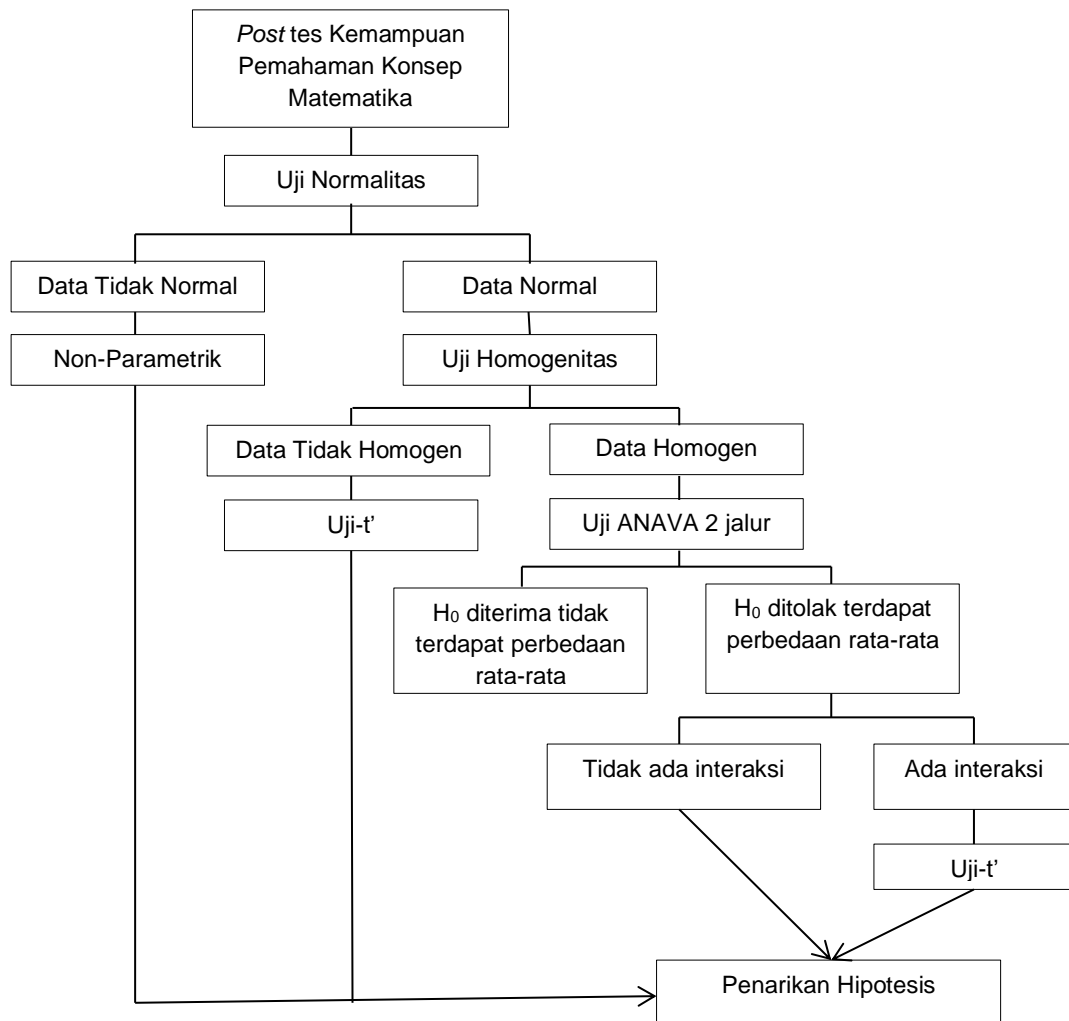 Post tes Kemampuan
Pemahaman Konsep
Matematika
Uji Normalitas
Data Tidak Normal
Data Normal
Non-Parametrik
Uji Homogenitas
Data Tidak Homogen
Data Homogen
Uji-t’
Uji ANAVA 2 jalur
H₀ diterima tidak
terdapat perbedaan
rata-rata
H₀ ditolak terdapat
perbedaan rata-rata
Tidak ada interaksi
Ada interaksi
Uji-t’
Penarikan Hipotesis